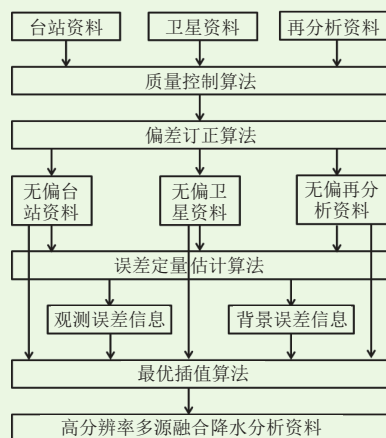 台站资料 卫星资料 再分析资料
质量控制算法
偏差订正算法
无偏台 无偏卫 无偏再分
站资料 星资料 析资料
误差定量估计算法
观测误差信息 背景误差信息
最优插值算法
高分辨率多源融合降水分析资料